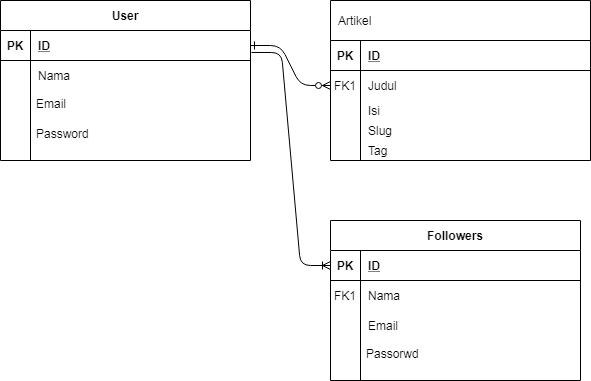 User
PK ID
Nama
Email
Password
Artikel
PK ID
FK1 Judul
Isi
Slug
Tag
Followers
PK ID
FK1 Nama
Email
Passorwd